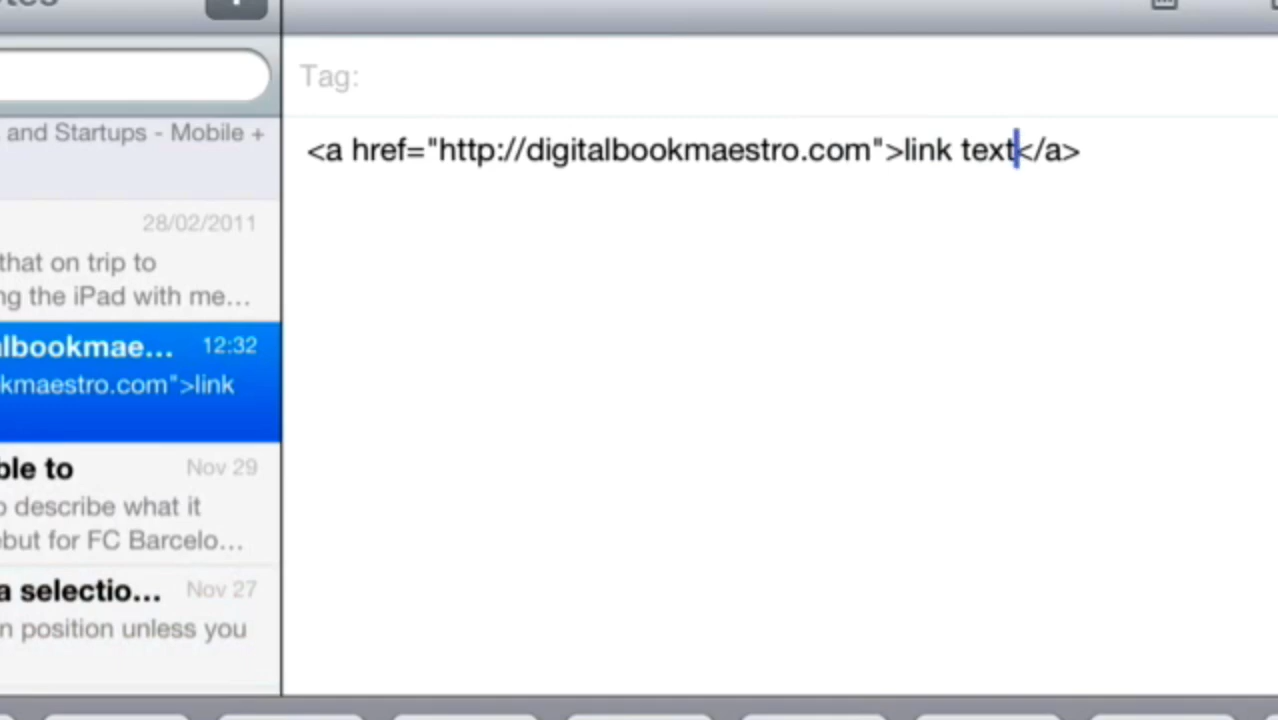 Tag:
<a href="http://digitalbookmaestro.com">link text</a>
and Startups - Mobile +
28/02/2011
that on trip to
ng the iPad with me…
lbookmae… 12:32
kmaestro.com">link
ble to Nov 29
o describe what it
ebut for FC Barcelo…
a selectio… Nov 27
n position unless you